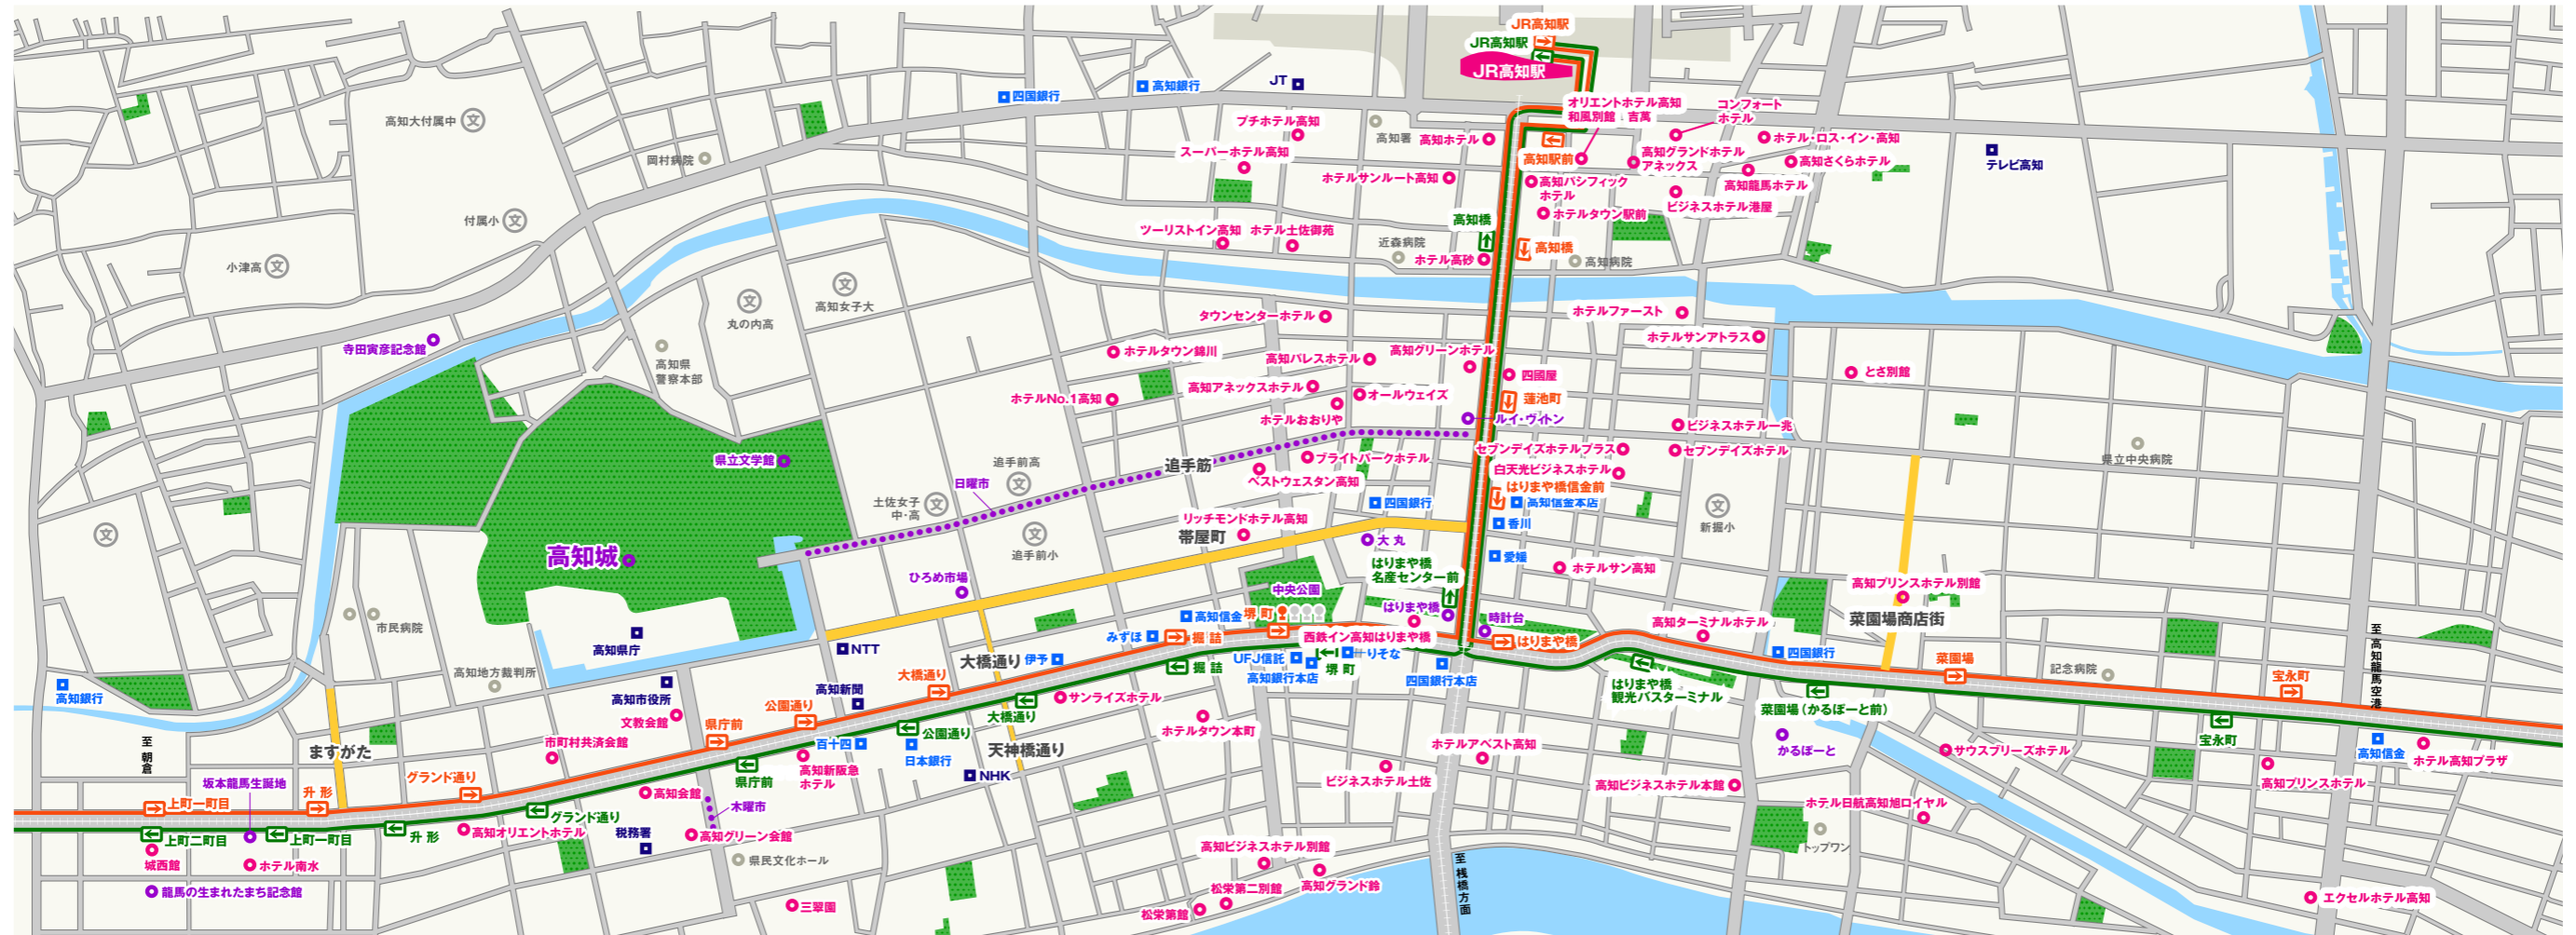 JR高知駅
JR高知駅
JR高知駅
JT
高知銀行
四国銀行
オリエントホテル高知
和風別館 吉萬
コンフォート
ホテル
プチホテル高知
高知署
高知ホテル
ホテル・ロス・イン・高知
高知大付属中
岡村病院
スーパーホテル高知
高知駅前
高知グランドホテル
アネックス
高知さくらホテル
テレビ高知
ホテルサンルート高知
高知パシフィック
ホテル
高知龍馬ホテル
ビジネスホテル港屋
ホテルタウン駅前
付属小
高知橋
ツーリストイン高知
ホテル土佐御苑
近森病院
高知橋
ホテル高砂
高知病院
小津高
高知女子大
丸の内高
タウンセンターホテル
ホテルファースト
ホテルサンアトラス
寺田寅彦記念館
高知県
警察本部
ホテルタウン錦川
高知パレスホテル
高知グリーンホテル
四國屋
とさ別館
高知アネックスホテル
オールウェイズ
ホテルNo.1高知
蓮池町
ホテルおおりや
ルイ・ヴィトン
ビジネスホテル一兆
県立文学館
追手前高
追手筋
ブライトパークホテル
セブンデイズホテルプラス
セブンデイズホテル
県立中央病院
日曜市
ベストウェスタン高知
白天光ビジネスホテル
はりまや橋信金前
土佐女子
中・高
四国銀行
高知信金本店
新堀小
リッチモンドホテル高知
帯屋町
香川
追手前小
大丸
高知城
愛媛
はりまや橋
名産センター前
ホテルサン高知
ひろめ市場
中央公園
高知プリンスホテル別館
菜園場商店街
高知信金
堺町
はりまや橋
時計台
市民病院
高知県庁
みずほ
掘詰
西鉄イン高知はりまや橋
はりまや橋
高知ターミナルホテル
NTT
大橋通り
伊予
掘詰
UFJ信託
りそな
高知銀行本店
堺町
四国銀行本店
四国銀行
菜園場
記念病院
至高知龍馬空港
高知地方裁判所
高知銀行
大橋通り
高知市役所
高知新聞
サンライズホテル
はりまや橋
観光バスターミナル
宝永町
公園通り
大橋通り
菜園場(かるぽーと前)
文教会館
県庁前
公園通り
ホテルタウン本町
宝永町
至朝倉
ますがた
市町村共済会館
百十四
日本銀行
天神橋通り
ホテルアベスト高知
かるぽーと
サウスブリーズホテル
高知信金
ホテル高知プラザ
グランド通り
県庁前
高知新阪急
ホテル
NHK
ビジネスホテル土佐
高知ビジネスホテル本館
高知プリンスホテル
坂本龍馬生誕地
升形
高知会館
木曜市
ホテル日航高知旭ロイヤル
上町一町目
グランド通り
上町二町目
上町一町目
升形
高知オリエントホテル
税務署
高知グリーン会館
城西館
ホテル南水
県民文化ホール
高知ビジネスホテル別館
トップワン
龍馬の生まれたまち記念館
三翠園
松栄第二別館
高知グランド鈴
松栄第館
至桟橋方面
エクセルホテル高知